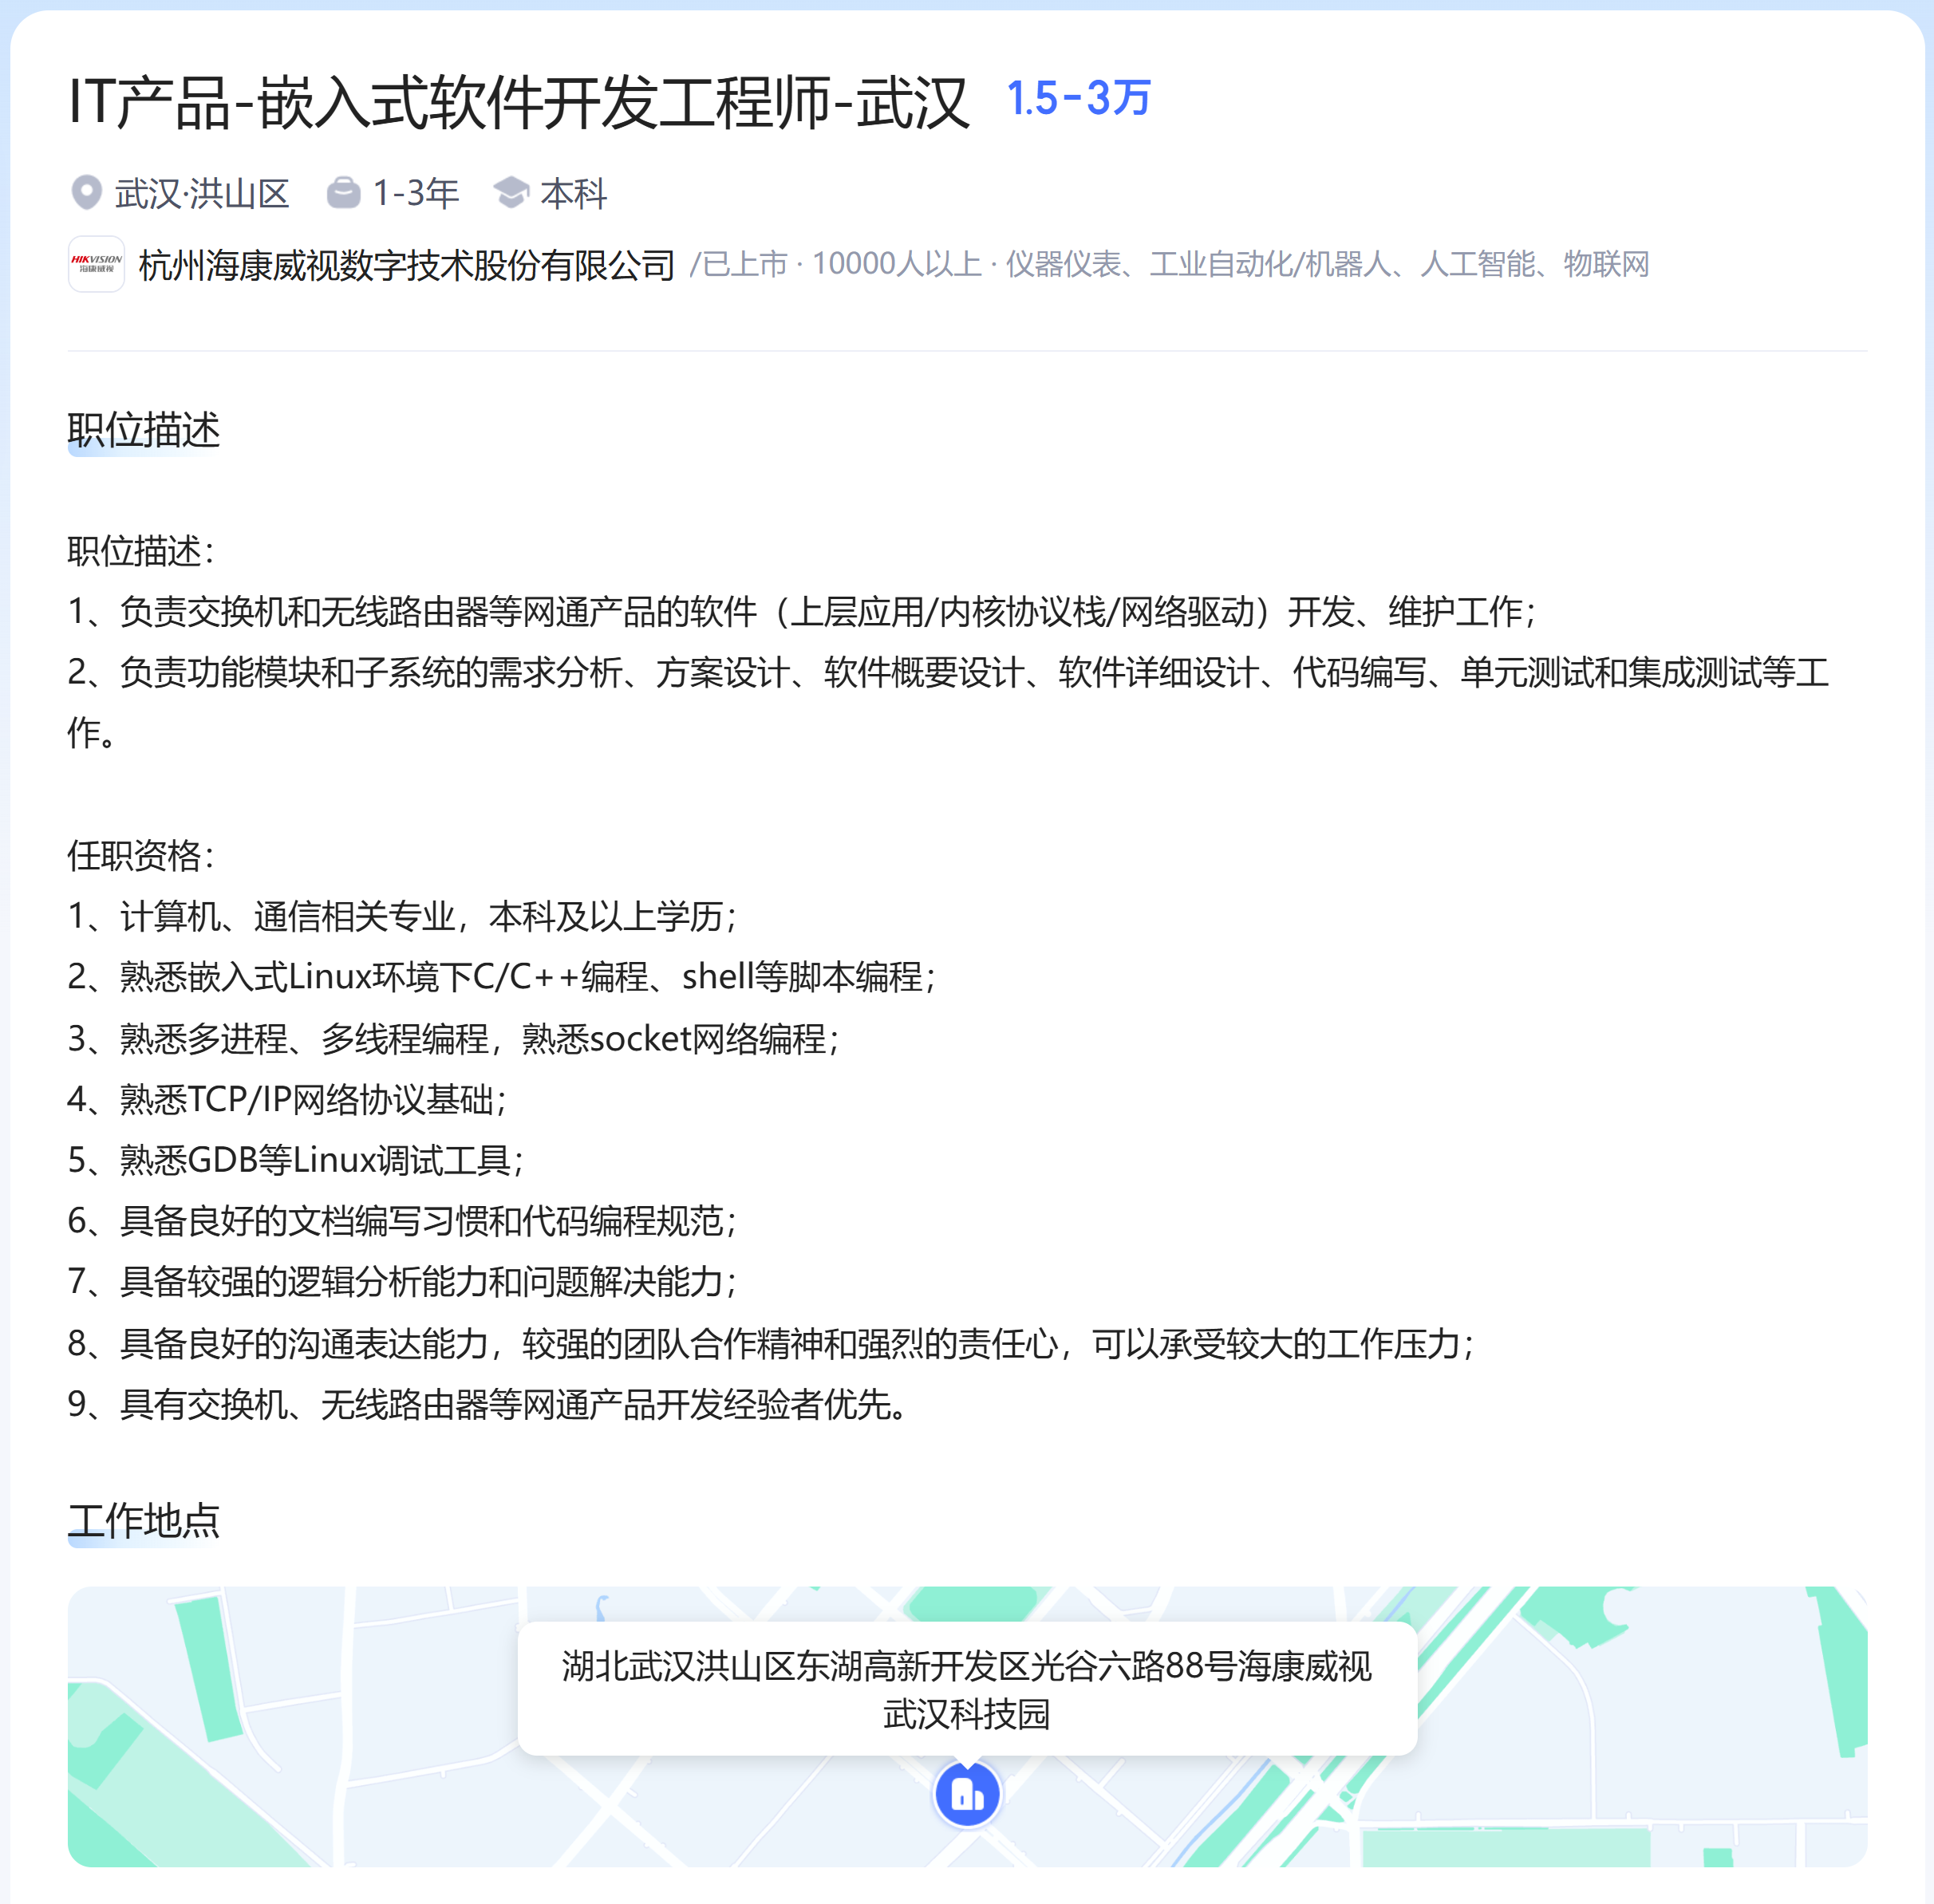 IT产品-嵌入式软件开发工程师-武汉 1.5-3万
武汉·洪山区 1-3年 本科
HIKVISION
海康威视
杭州海康威视数字技术股份有限公司 /已上市 · 10000人以上 · 仪器仪表、工业自动化/机器人、人工智能、物联网
职位描述
职位描述：
1、负责交换机和无线路由器等网通产品的软件（上层应用/内核协议栈/网络驱动）开发、维护工作；
2、负责功能模块和子系统的需求分析、方案设计、软件概要设计、软件详细设计、代码编写、单元测试和集成测试等工
作。
任职资格：
1、计算机、通信相关专业，本科及以上学历；
2、熟悉嵌入式Linux环境下C/C++编程、shell等脚本编程；
3、熟悉多进程、多线程编程，熟悉socket网络编程；
4、熟悉TCP/IP网络协议基础；
5、熟悉GDB等Linux调试工具；
6、具备良好的文档编写习惯和代码编程规范；
7、具备较强的逻辑分析能力和问题解决能力；
8、具备良好的沟通表达能力，较强的团队合作精神和强烈的责任心，可以承受较大的工作压力；
9、具有交换机、无线路由器等网通产品开发经验者优先。
工作地点
湖北武汉洪山区东湖高新开发区光谷六路88号海康威视
武汉科技园